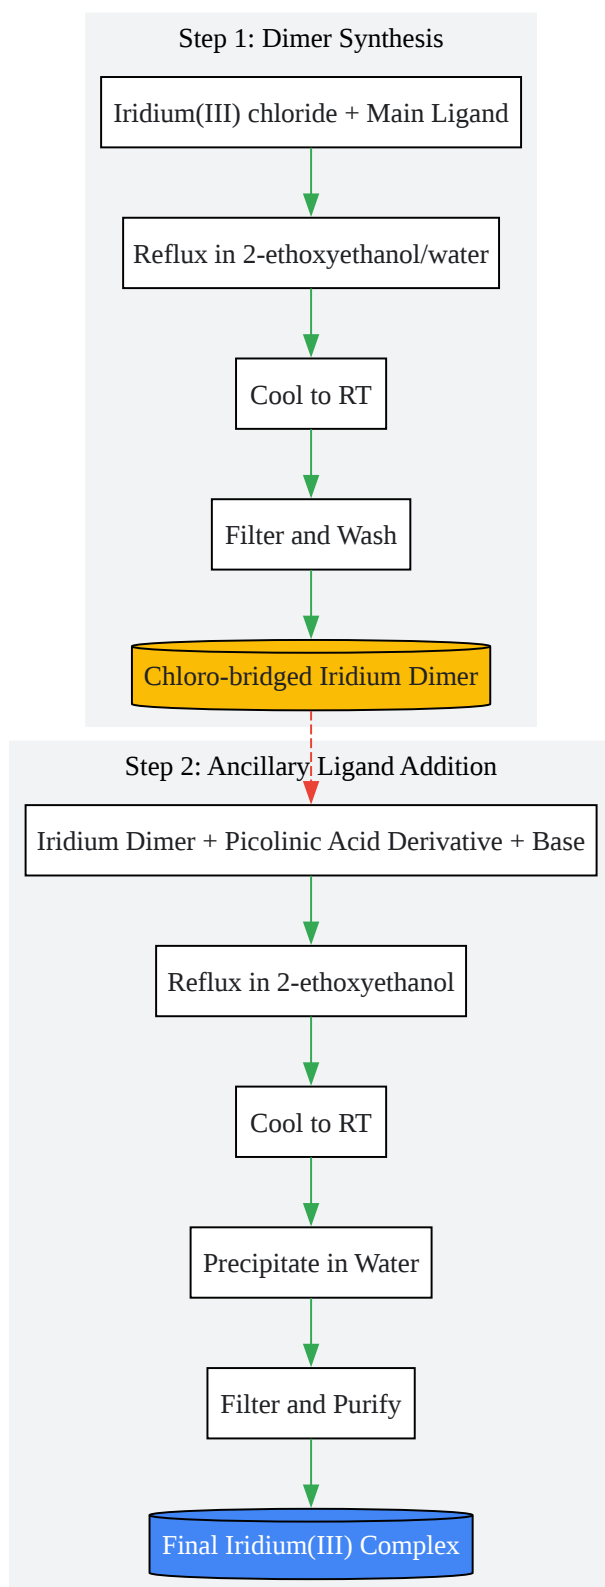 Step 1: Dimer Synthesis
Iridium(III) chloride + Main Ligand
Reflux in 2-ethoxyethanol/water
Cool to RT
Filter and Wash
Chloro-bridged Iridium Dimer
Step 2: Ancillary Ligand Addition
Iridium Dimer + Picolinic Acid Derivative + Base
Reflux in 2-ethoxyethanol
Cool to RT
Precipitate in Water
Filter and Purify
Final Iridium(III) Complex